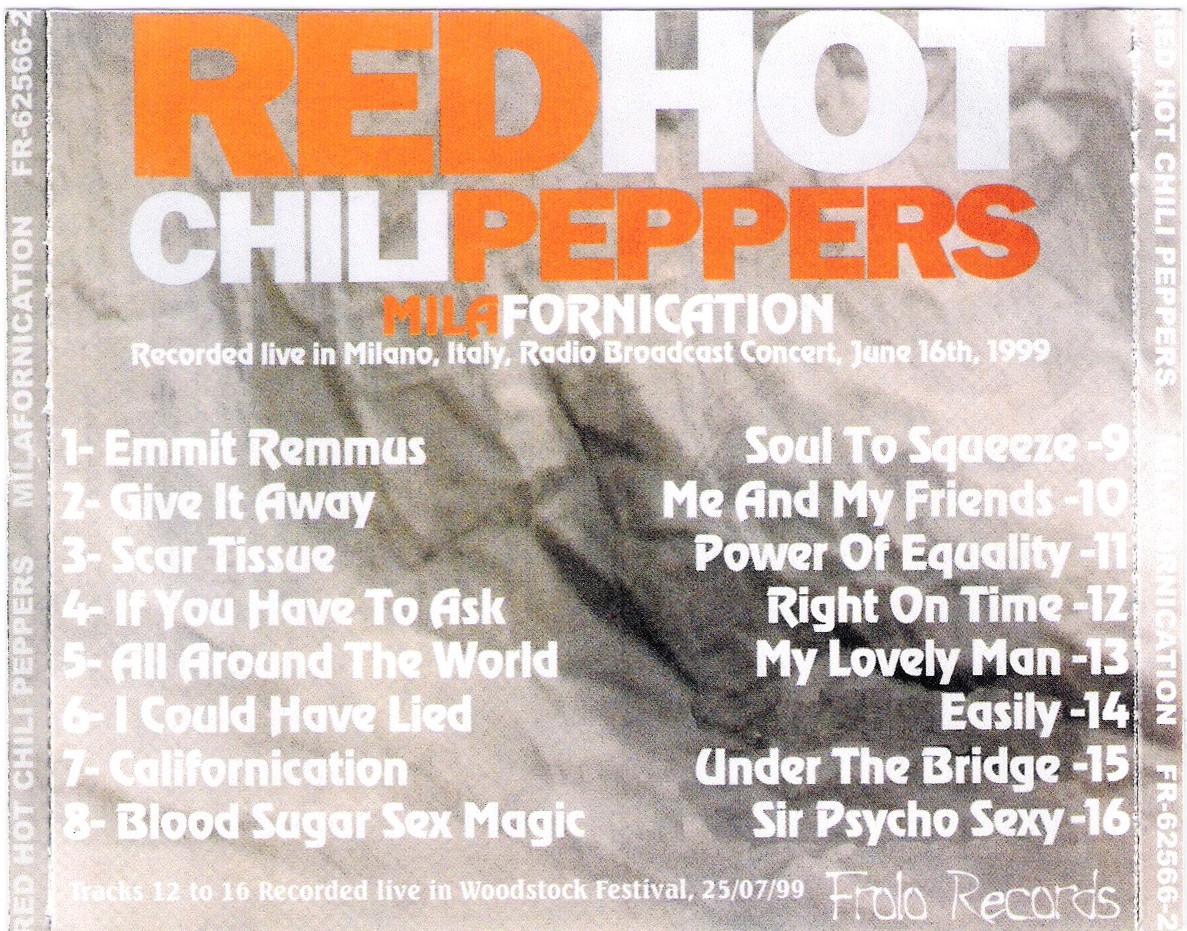 RED HOT
CHILI PEPPERS
MILAFORNICATION
Recorded live in Milano, Italy, Radio Broadcast Concert, June 16th, 1999
1- Emmit Remmus
2- Give It Away
3- Scar Tissue
4- If You Have To Ask
5- All Around The World
6- I Could Have Lied
7- Californication
8- Blood Sugar Sex Magic
Soul To Squeeze -9
Me And My Friends -10
Power Of Equality -11
Right On Time -12
My Lovely Man -13
Easily -14
Under The Bridge -15
Sir Psycho Sexy -16
Tracks 12 to 16 Recorded live in Woodstock Festival, 25/07/99
Frolo Records
RED HOT CHILI PEPPERS MILAFORNICATION FR-62566-2
RED HOT CHILI PEPPERS MILAFORNICATION FR-62566-2